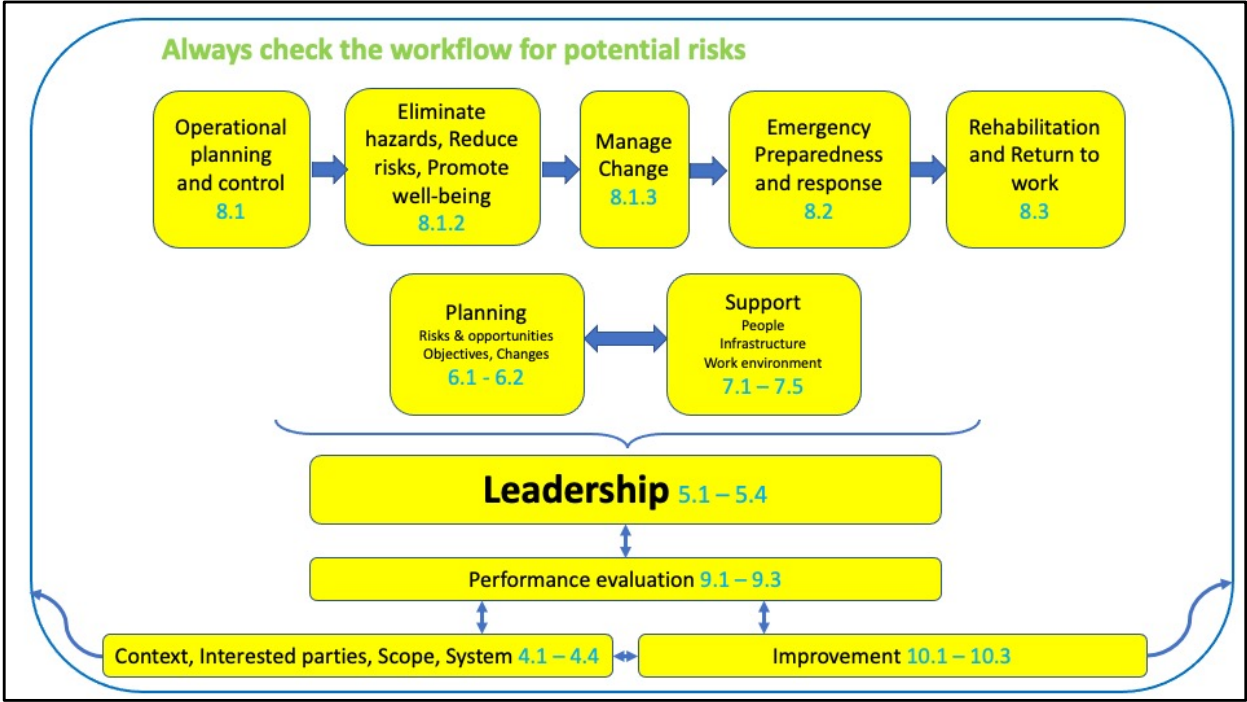 Always check the workflow for potential risks
Operational
planning
and control
8.1
Eliminate
hazards, Reduce
risks, Promote
well-being
8.1.2
Manage
Change
8.1.3
Emergency
Preparedness
and response
8.2
Rehabilitation
and Return to
work
8.3
Planning
Risks & opportunities
Objectives, Changes
6.1 - 6.2
Support
People
Infrastructure
Work environment
7.1 – 7.5
Leadership 5.1 – 5.4
Performance evaluation 9.1 – 9.3
Context, Interested parties, Scope, System 4.1 – 4.4
Improvement 10.1 – 10.3